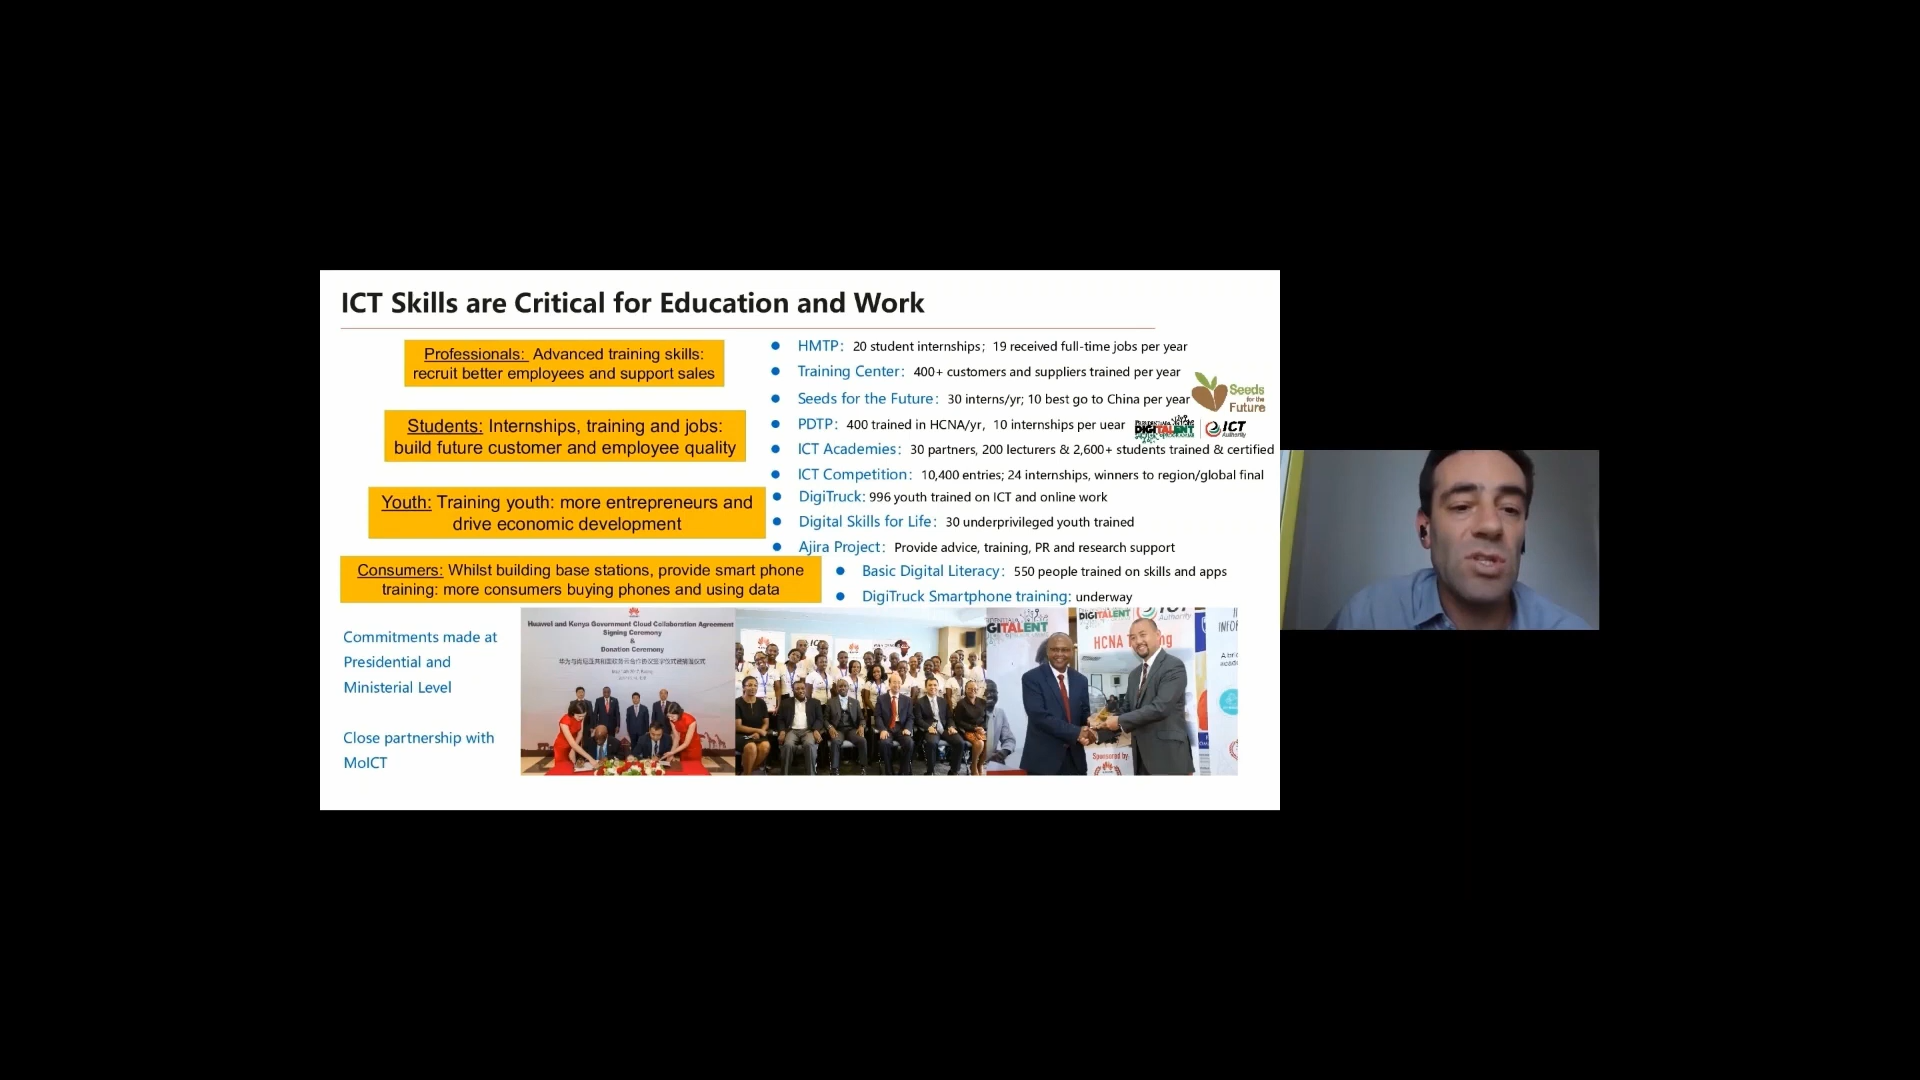 ICT Skills are Critical for Education and Work
Professionals: Advanced training skills:
recruit better employees and support sales
Students: Internships, training and jobs:
build future customer and employee quality
Youth: Training youth: more entrepreneurs and
drive economic development
Consumers: Whilst building base stations, provide smart phone
training: more consumers buying phones and using data
HMTP: 20 student internships; 19 received full-time jobs per year
Training Center: 400+ customers and suppliers trained per year
Seeds for the Future: 30 interns/yr; 10 best go to China per year
Seeds
for the
Future
PDTP: 400 trained in HCNA/yr, 10 internships per uear
DIGITALENT
ICT
Authority
ICT Academies: 30 partners, 200 lecturers & 2,600+ students trained & certified
ICT Competition: 10,400 entries; 24 internships, winners to region/global final
DigiTruck: 996 youth trained on ICT and online work
Digital Skills for Life: 30 underprivileged youth trained
Ajira Project: Provide advice, training, PR and research support
Basic Digital Literacy: 550 people trained on skills and apps
DigiTruck Smartphone training: underway
Commitments made at
Presidential and
Ministerial Level
Close partnership with
MoICT
Huawei and Kenya Government Cloud Collaboration Agreement
Signing Ceremony
&
Donation Ceremony
GITALENT
DIGITALENT
ICT
Authority
HCNA
Sponsored by:
INFOR